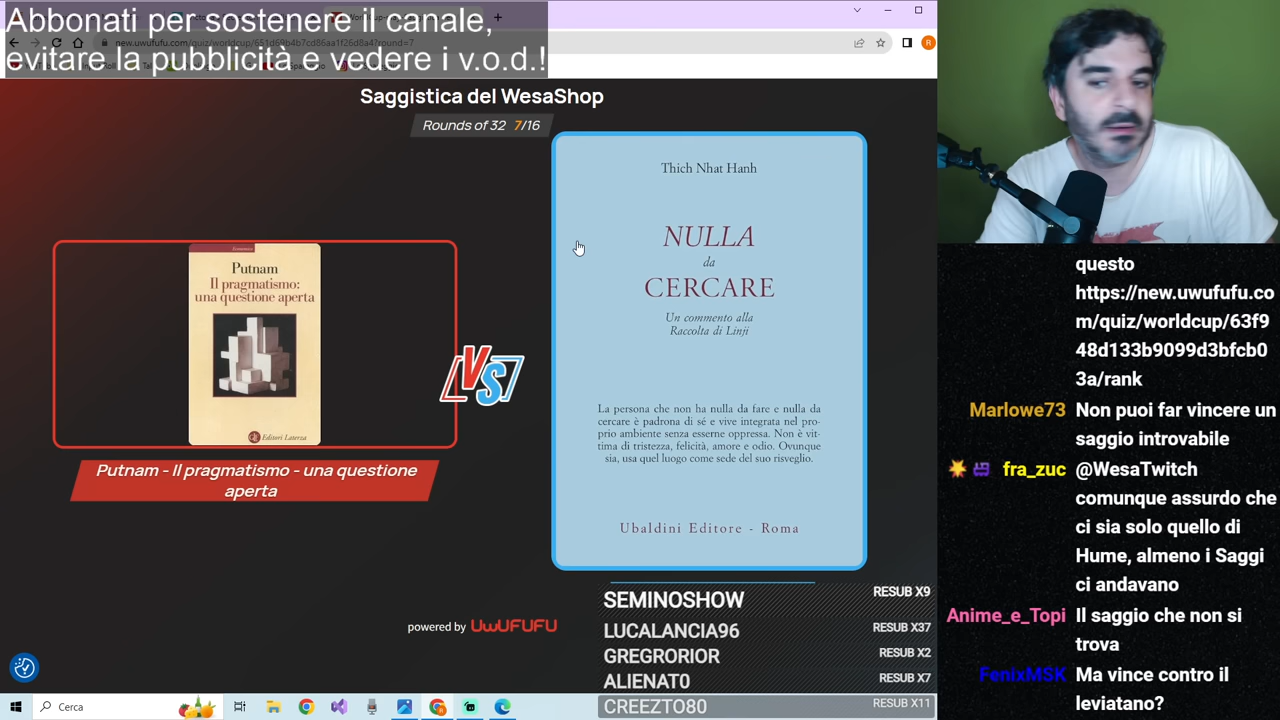 Abbonati per sostenere il canale,
evitare la pubblicità e vedere i v.o.d.!
Saggistica del WesaShop
Rounds of 32 7/16
Putnam
Il pragmatismo:
una questione aperta
Editori Laterza
Putnam - Il pragmatismo - una questione
aperta
VS
Thich Nhat Hanh
NULLA
da
CERCARE
Un commento alla
Raccolta di Linji
La persona che non ha nulla da fare e nulla da
cercare è padrona di sé e vive integrata nel pro-
prio ambiente senza esserne oppressa. Non è vit-
tima di tristezza, felicità, amore e odio. Ovunque
sia, usa quel luogo come sede del suo risveglio.
Ubaldini Editore - Roma
powered by UwUFUFU
SEMINOSHOW RESUB X9
LUCALANCIA96 RESUB X37
GREGRORIOR RESUB X2
ALIENAT0 RESUB X7
CREEZTO80 RESUB X11
questo
https://new.uwufufu.co
m/quiz/worldcup/63f9
48d133b9099d3bfcb0
3a/rank
Marlowe73 Non puoi far vincere un
saggio introvabile
fra_zuc @WesaTwitch
comunque assurdo che
ci sia solo quello di
Hume, almeno i Saggi
ci andavano
Anime_e_Topi Il saggio che non si
trova
FenixMSK Ma vince contro il
leviatano?
Cerca